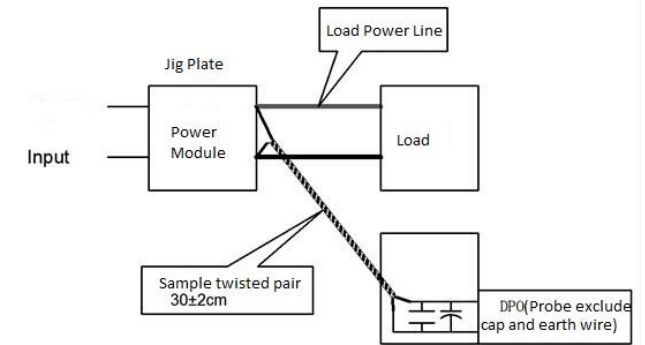 Load Power Line
Jig Plate
Power
Module
Load
Input
Sample twisted pair
30±2cm
DPO(Probe exclude
cap and earth wire)